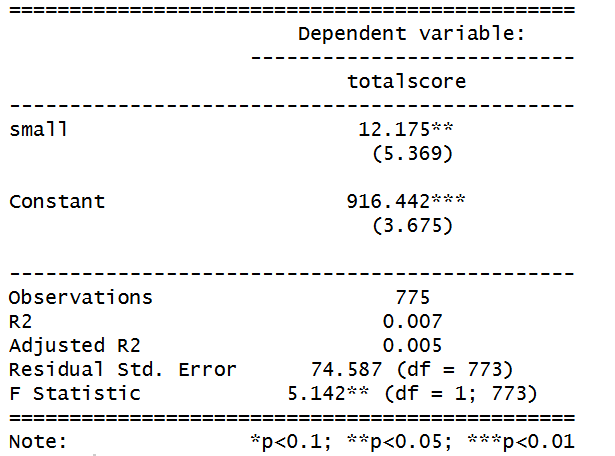 ===============================================
Dependent variable:
---------------------------
totalscore
-----------------------------------------------
small 12.175**
(5.369)
Constant 916.442***
(3.675)
-----------------------------------------------
Observations 775
R2 0.007
Adjusted R2 0.005
Residual Std. Error 74.587 (df = 773)
F Statistic 5.142** (df = 1; 773)
===============================================
Note: *p<0.1; **p<0.05; ***p<0.01